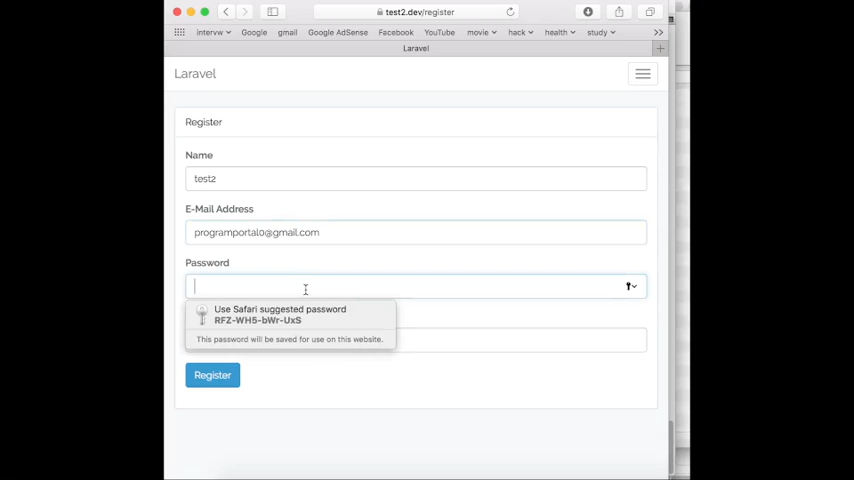 test2.dev/register
intervw Google gmail Google AdSense Facebook YouTube movie hack health study >>
Laravel
Laravel
Register
Name
test2
E-Mail Address
programportal0@gmail.com
Password
Use Safari suggested password
RFZ-WH5-bWr-UxS
This password will be saved for use on this website.
Register